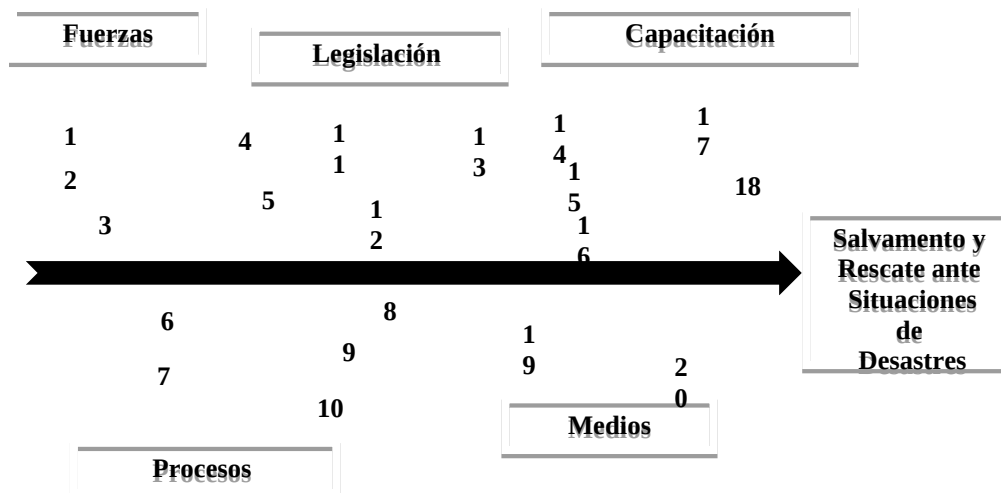 Fuerzas
Legislación
Capacitación
1
2
3
4
5
1
1
1
2
1
3
1
4
1
5
1
6
1
7
18
Salvamento y
Rescate ante
Situaciones
de
Desastres
6
7
8
9
10
1
9
2
0
Medios
Procesos